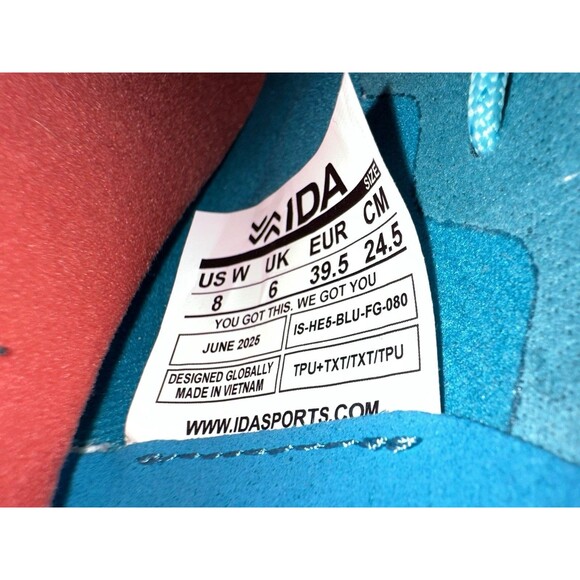 IDA
SIZE
US W UK EUR CM
8 6 39.5 24.5
YOU GOT THIS. WE GOT YOU
JUNE 2025
IS-HE5-BLU-FG-080
DESIGNED GLOBALLY
MADE IN VIETNAM
TPU+TXT/TXT/TPU
WWW.IDASPORTS.COM